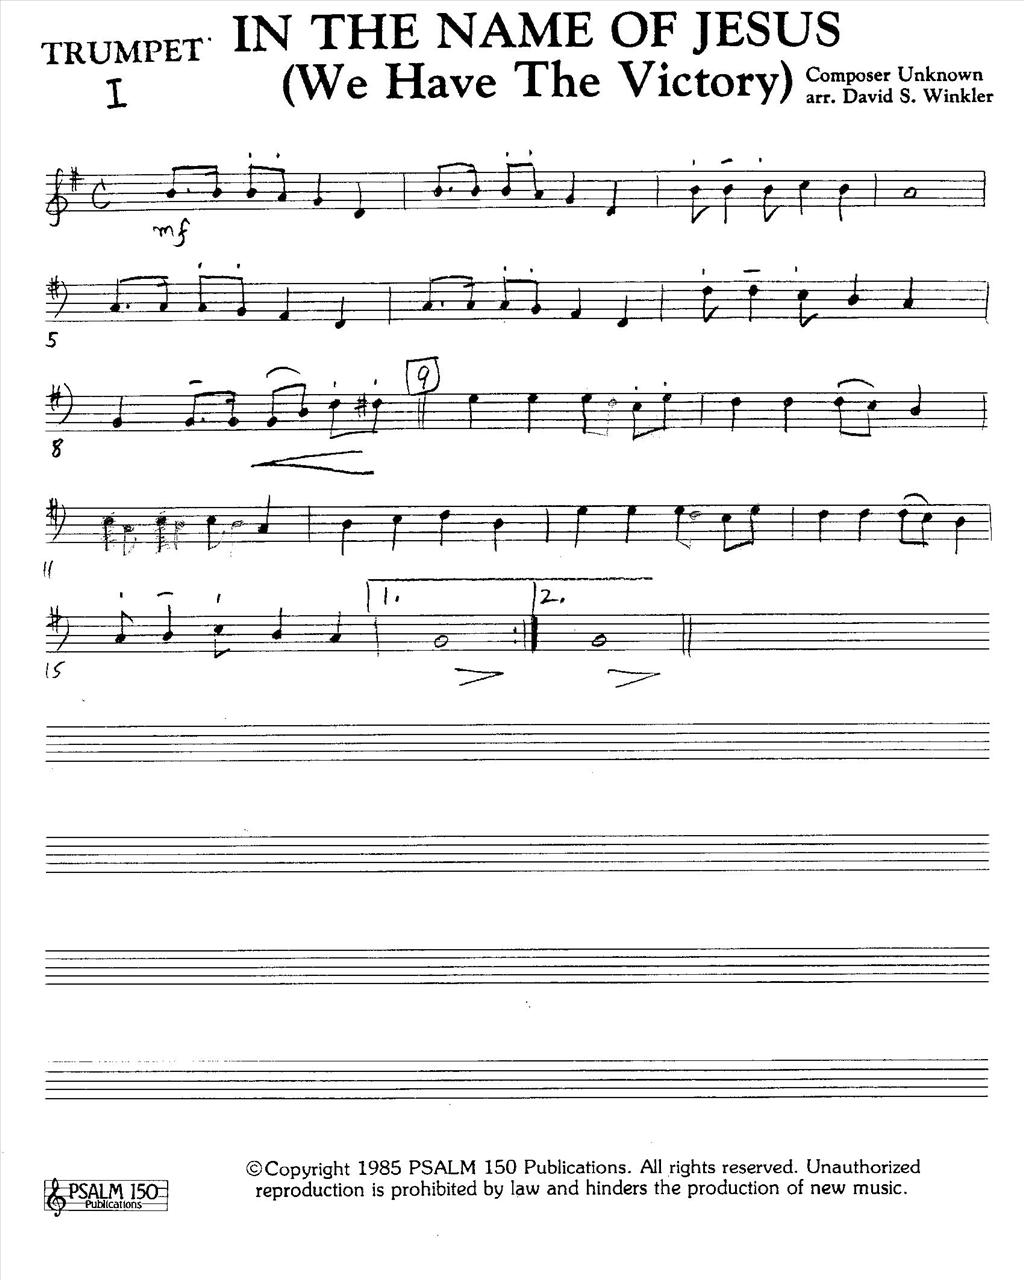 TRUMPET
I
IN THE NAME OF JESUS
(We Have The Victory)
Composer Unknown
arr. David S. Winkler
mf
5
8
9
11
15
1.
2.
©Copyright 1985 PSALM 150 Publications. All rights reserved. Unauthorized
reproduction is prohibited by law and hinders the production of new music.
PSALM 150
Publications